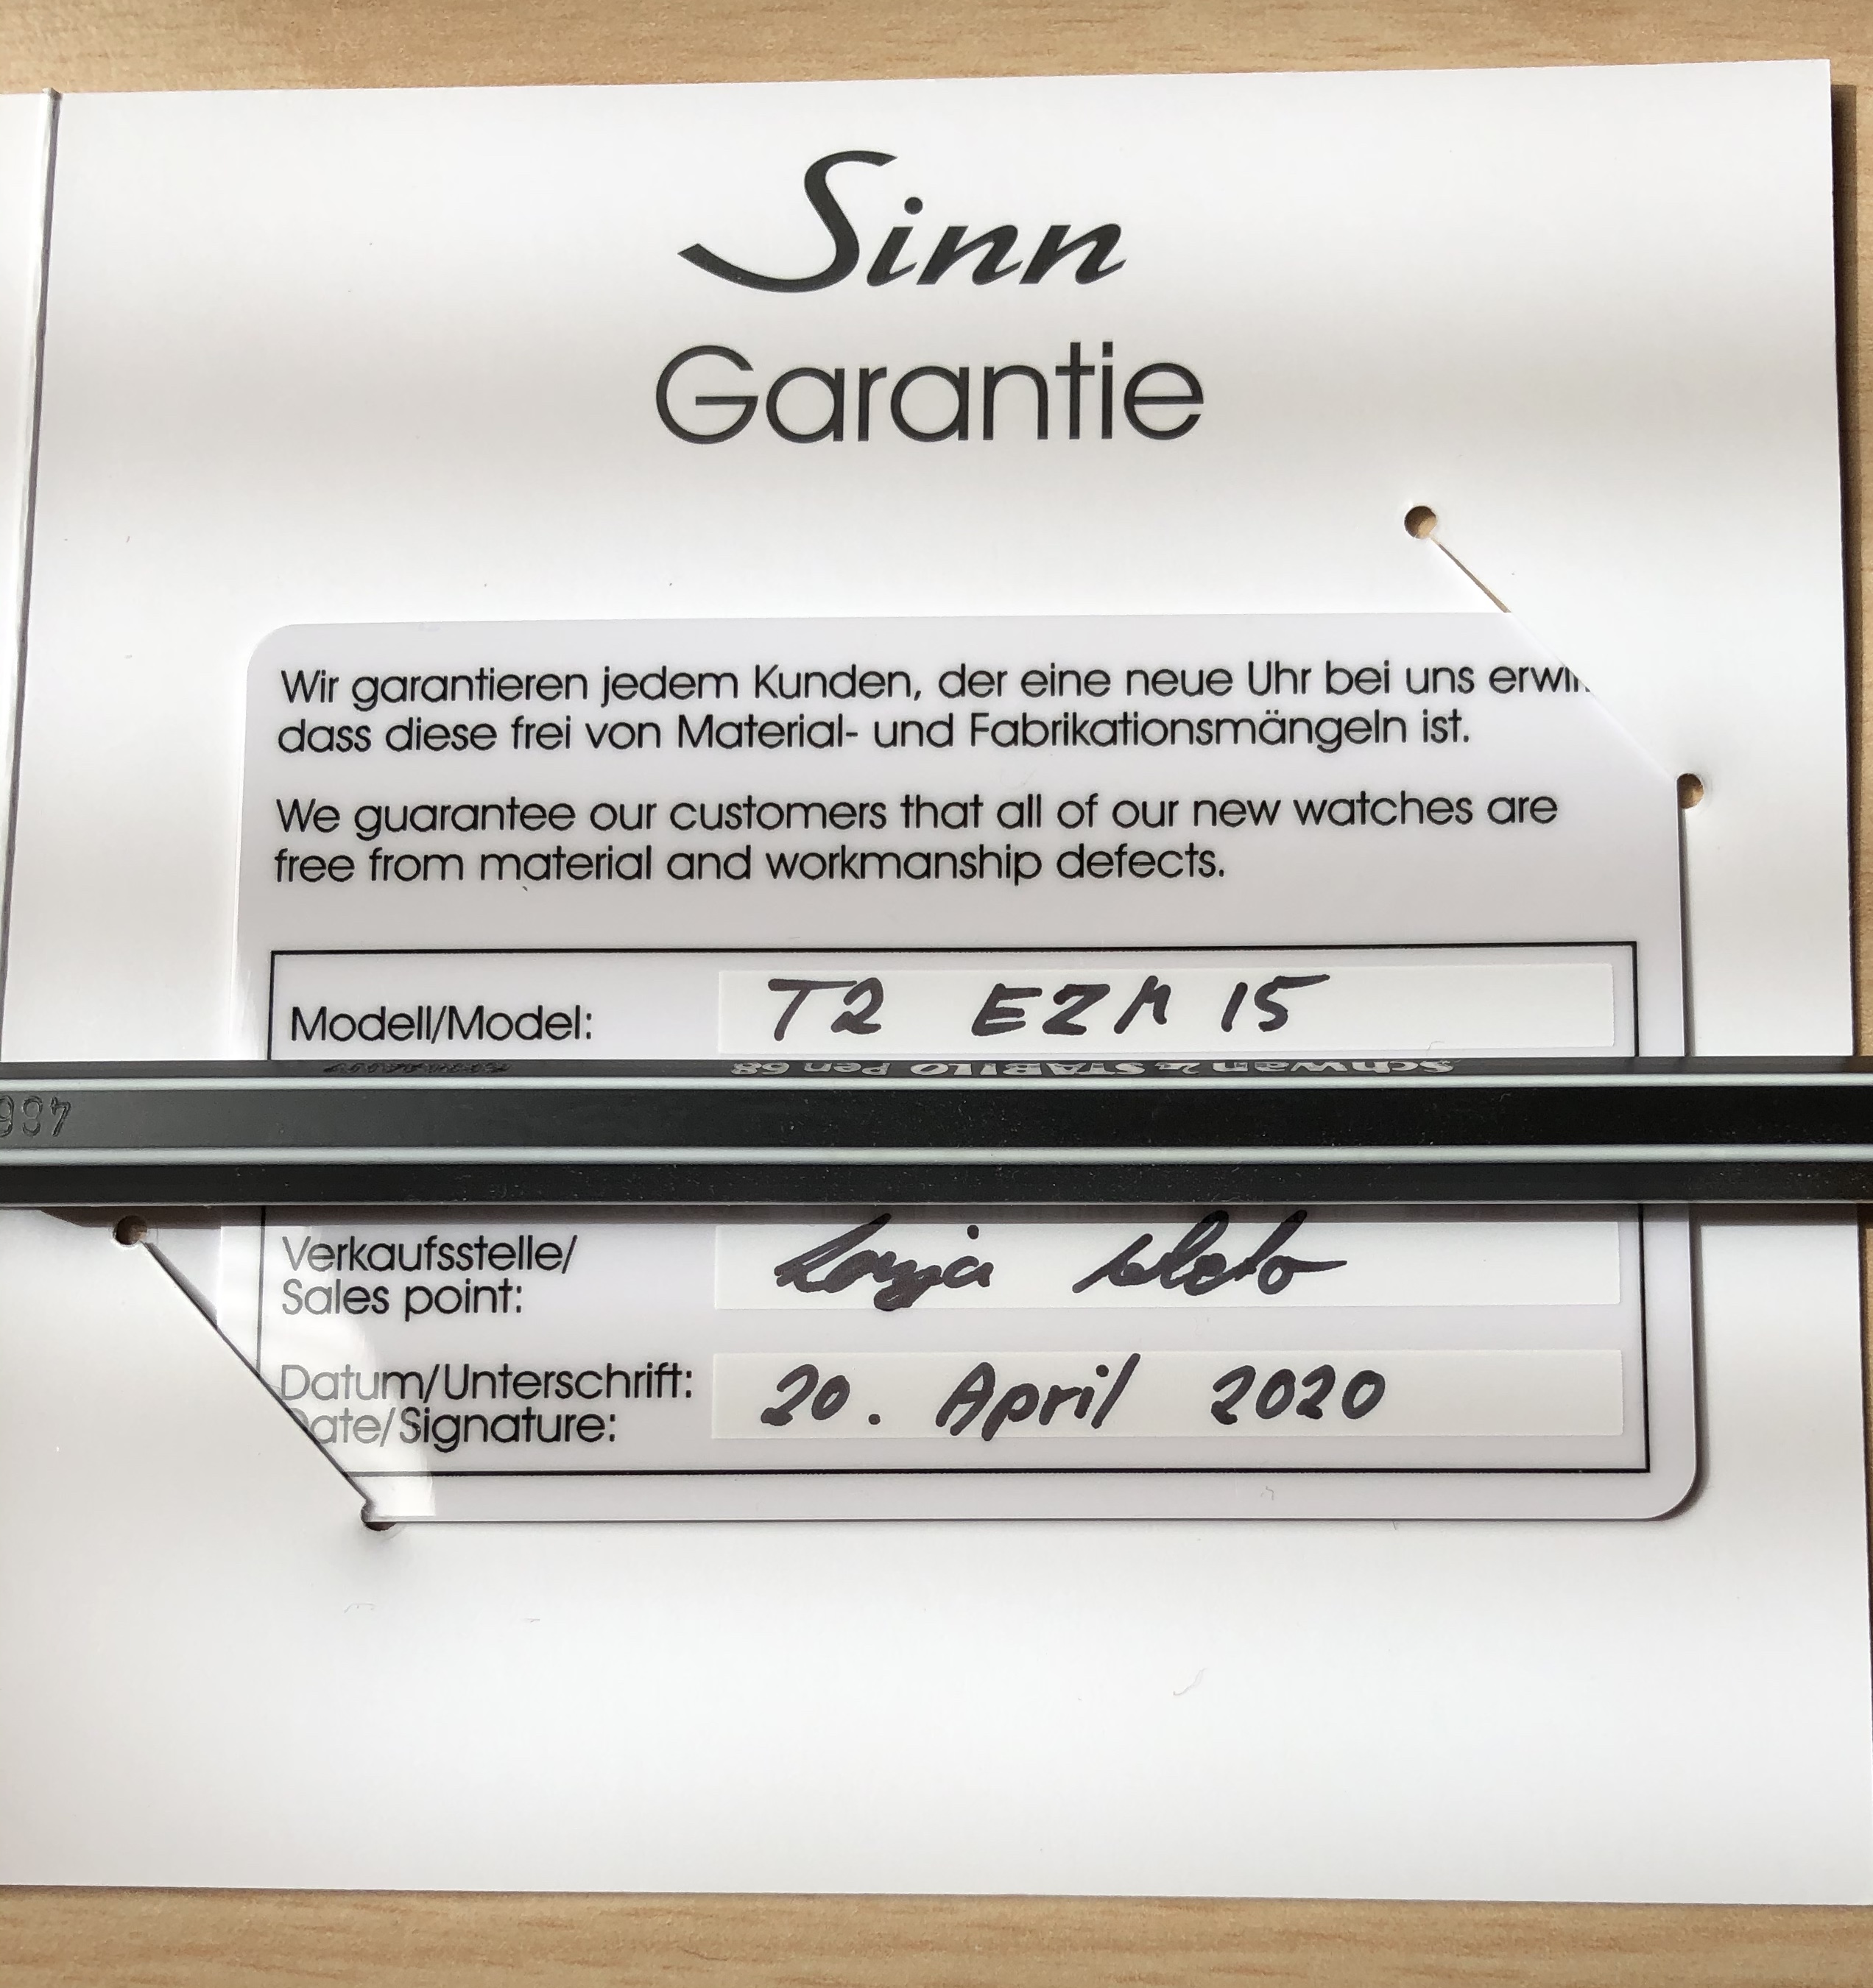 Sinn
Garantie
Wir garantieren jedem Kunden, der eine neue Uhr bei uns
dass diese frei von Material- und Fabrikationsmängeln ist.
We guarantee our customers that all of our new watches are
free from material and workmanship defects.
Modell/Model: T2 EZM 15
Schwan STABILO Pen 68
Verkaufsstelle/
Sales point:
Datum/Unterschrift: 20. April 2020
Date/Signature: